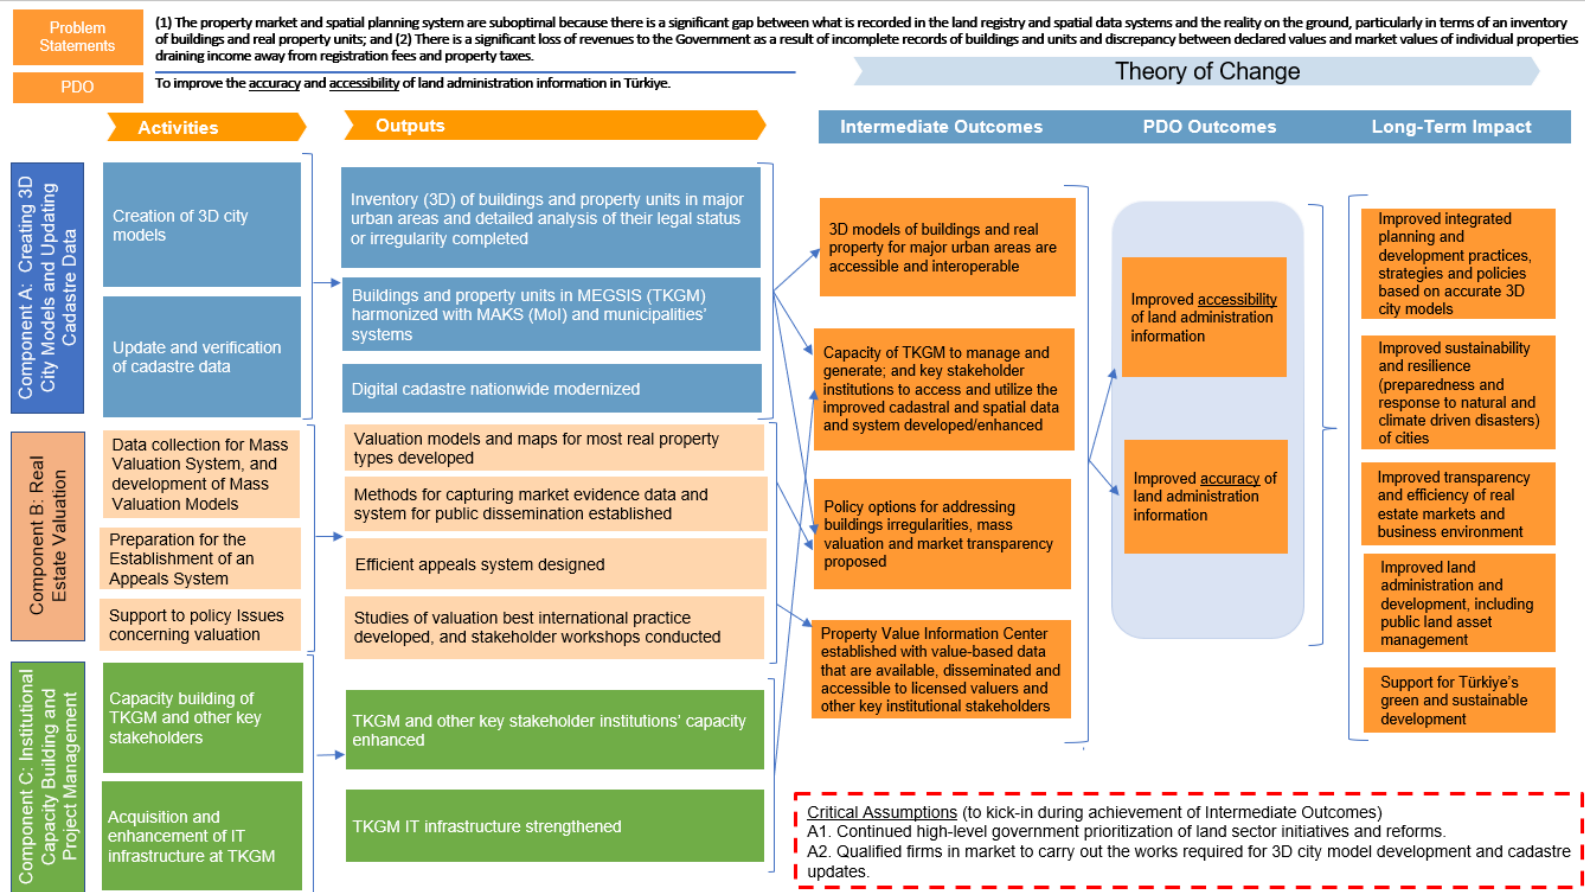 Problem
Statements
(1) The property market and spatial planning system are suboptimal because there is a significant gap between what is recorded in the land registry and spatial data systems and the reality on the ground, particularly in terms of an inventory
of buildings and real property units; and (2) There is a significant loss of revenues to the Government as a result of incomplete records of buildings and units and discrepancy between declared values and market values of individual properties
draining income away from registration fees and property taxes.
PDO
To improve the accuracy and accessibility of land administration information in Türkiye.
Theory of Change
Activities
Outputs
Intermediate Outcomes
PDO Outcomes
Long-Term Impact
Component A: Creating 3D
City Models and Updating
Cadastre Data
Creation of 3D city
models
Update and verification
of cadastre data
Inventory (3D) of buildings and property units in major
urban areas and detailed analysis of their legal status
or irregularity completed
Buildings and property units in MEGSIS (TKGM)
harmonized with MAKS (MoI) and municipalities'
systems
Digital cadastre nationwide modernized
Component B: Real
Estate Valuation
Data collection for Mass
Valuation System, and
development of Mass
Valuation Models
Preparation for the
Establishment of an
Appeals System
Support to policy Issues
concerning valuation
Valuation models and maps for most real property
types developed
Methods for capturing market evidence data and
system for public dissemination established
Efficient appeals system designed
Studies of valuation best international practice
developed, and stakeholder workshops conducted
Component C: Institutional
Capacity Building and
Project Management
Capacity building of
TKGM and other key
stakeholders
Acquisition and
enhancement of IT
infrastructure at TKGM
TKGM and other key stakeholder institutions' capacity
enhanced
TKGM IT infrastructure strengthened
3D models of buildings and real
property for major urban areas are
accessible and interoperable
Capacity of TKGM to manage and
generate; and key stakeholder
institutions to access and utilize the
improved cadastral and spatial data
and system developed/enhanced
Policy options for addressing
buildings irregularities, mass
valuation and market transparency
proposed
Property Value Information Center
established with value-based data
that are available, disseminated and
accessible to licensed valuers and
other key institutional stakeholders
Improved accessibility
of land administration
information
Improved accuracy of
land administration
information
Improved integrated
planning and
development practices,
strategies and policies
based on accurate 3D
city models
Improved sustainability
and resilience
(preparedness and
response to natural and
climate driven disasters)
of cities
Improved transparency
and efficiency of real
estate markets and
business environment
Improved land
administration and
development, including
public land asset
management
Support for Türkiye's
green and sustainable
development
Critical Assumptions (to kick-in during achievement of Intermediate Outcomes)
A1. Continued high-level government prioritization of land sector initiatives and reforms.
A2. Qualified firms in market to carry out the works required for 3D city model development and cadastre
updates.